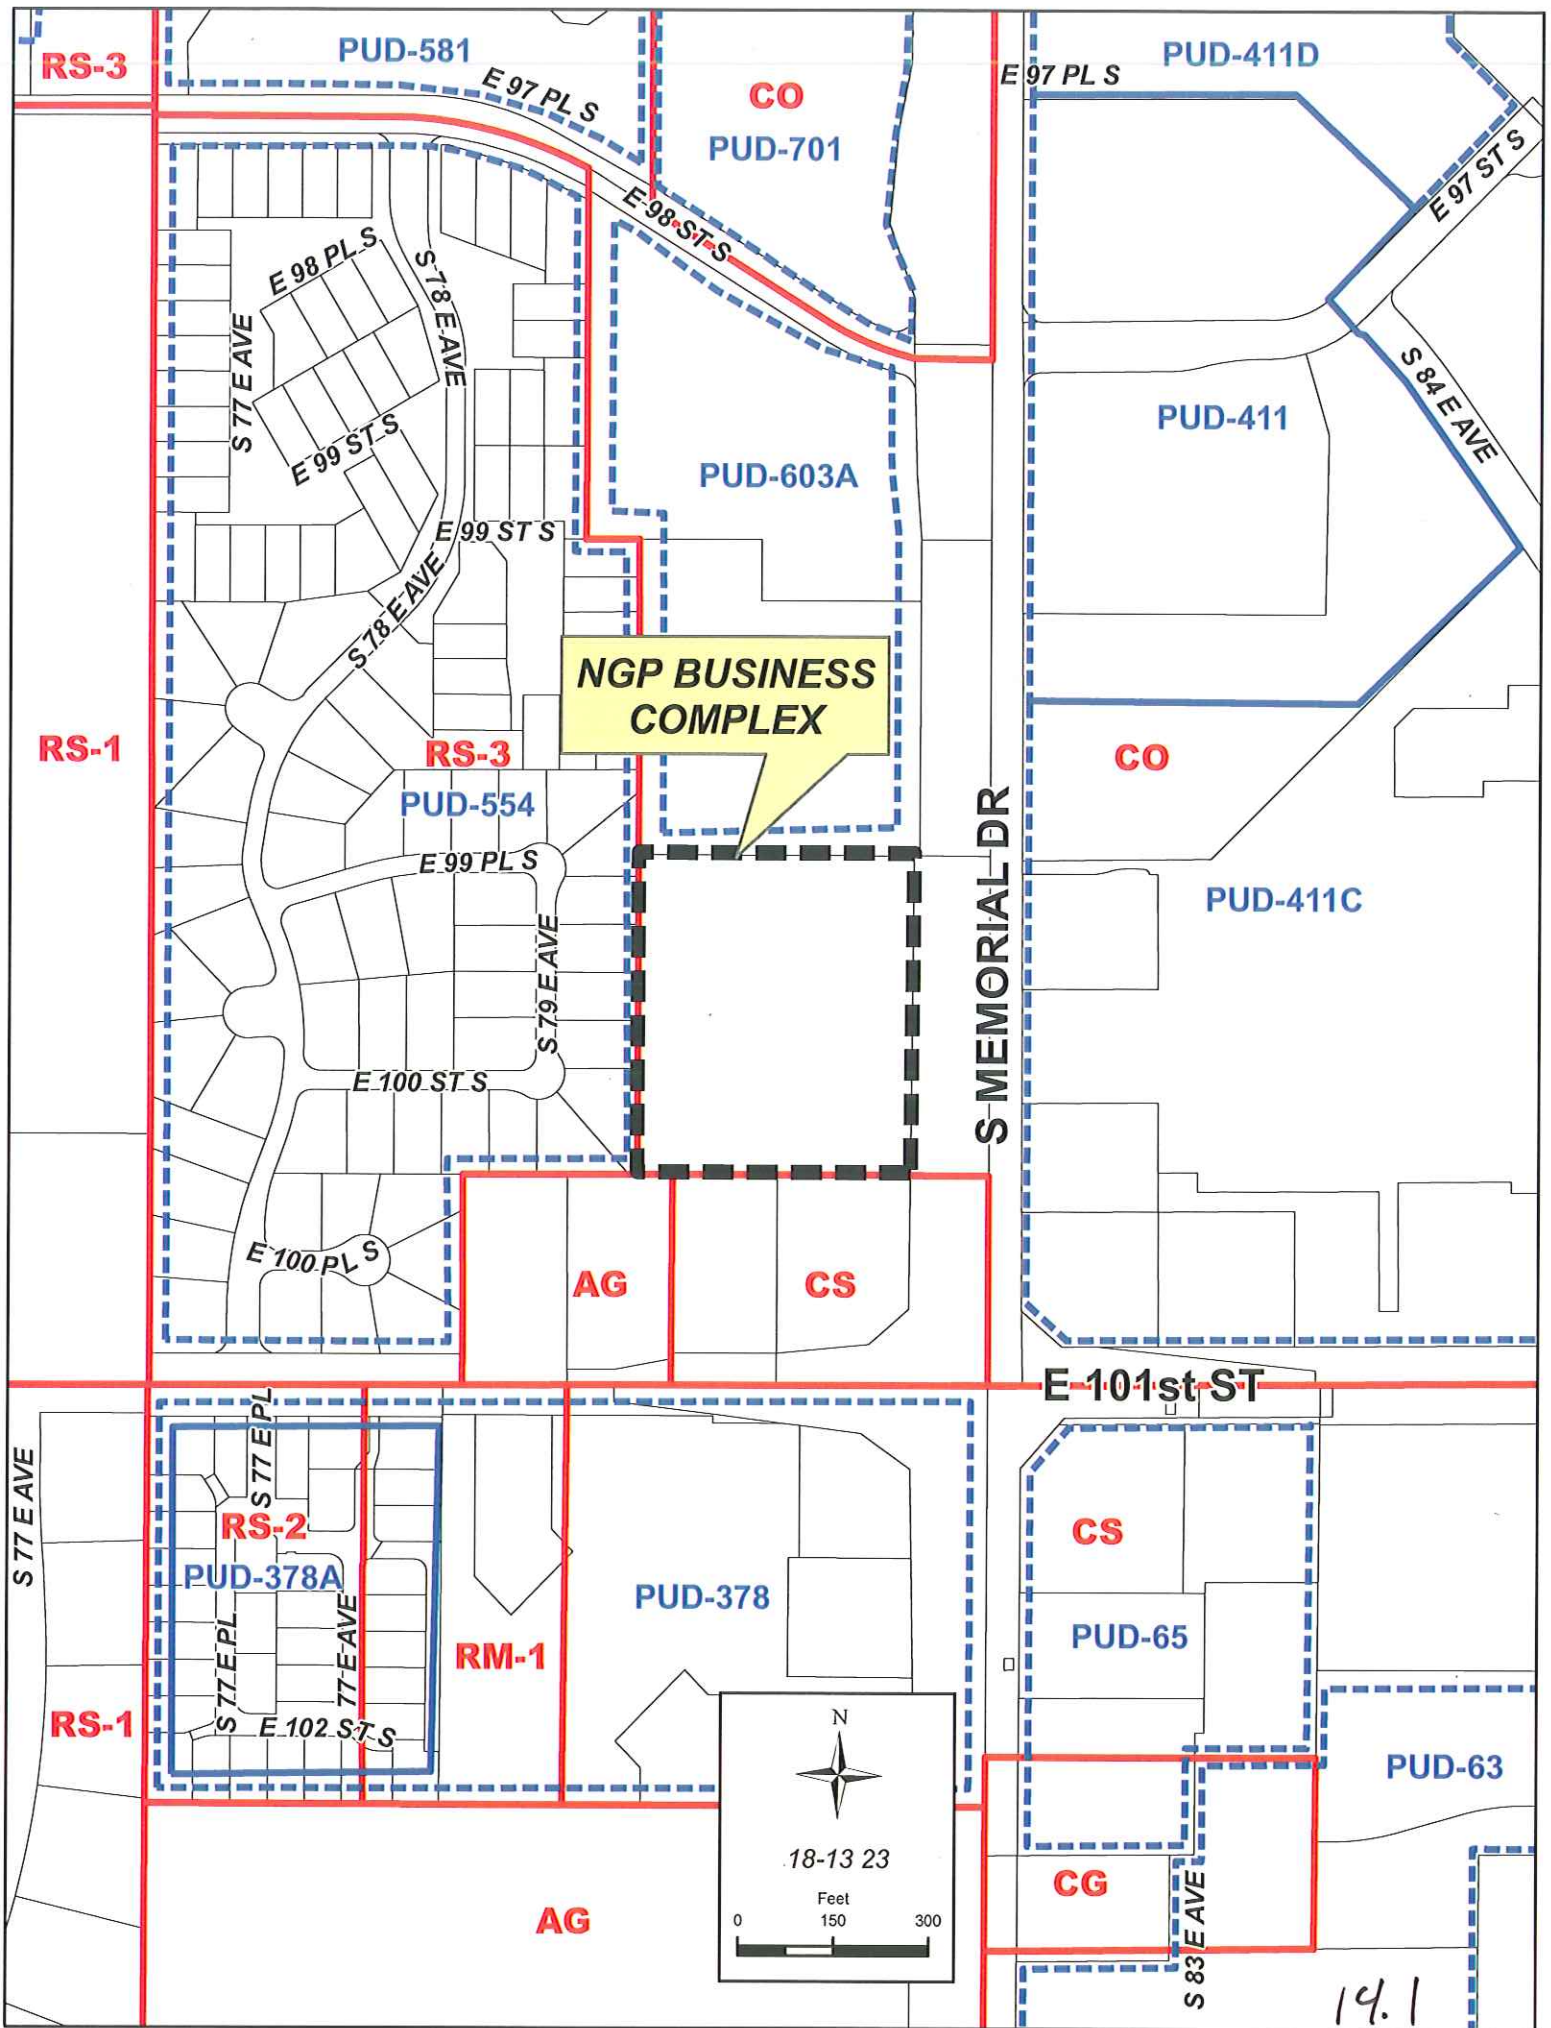 RS-3
PUD-581
E 97 PL S
CO
PUD-701
E 97 PL S
PUD-411D
E 97 ST S
E 98 ST S
E 98 PL S
S 78 E AVE
S 77 E AVE
E 99 ST S
S 84 E AVE
PUD-411
PUD-603A
E 99 ST S
S 78 E AVE
NGP BUSINESS
COMPLEX
RS-1
RS-3
CO
PUD-554
E 99 PL S
S MEMORIAL DR
PUD-411C
S 79 E AVE
E 100 ST S
E 100 PL S
AG
CS
E 101st ST
S 77 E AVE
S 77 E PL
RS-2
CS
PUD-378A
PUD-378
PUD-65
S 77 E PL
77 E AVE
RM-1
RS-1
E 102 ST S
N
PUD-63
18-13 23
Feet
0 150 300
CG
AG
S 83 E AVE
14.1